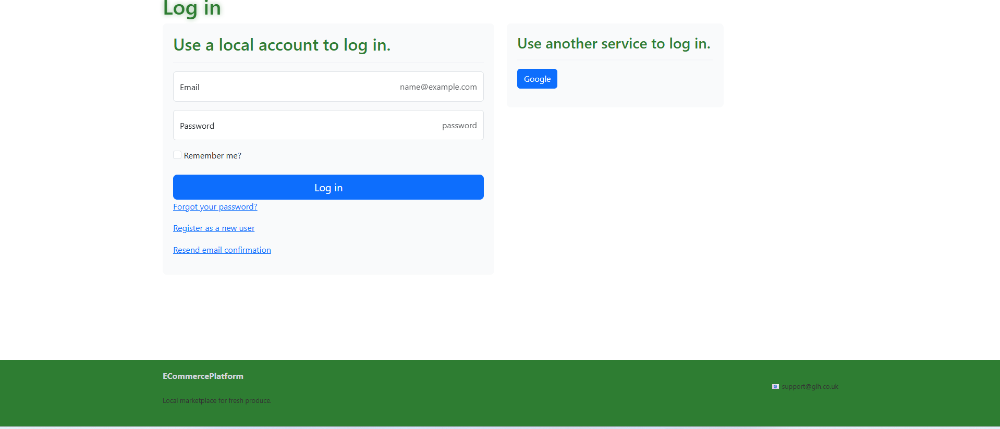 Log in
Use a local account to log in.
Email name@example.com
Password password
Remember me?
Log in
Forgot your password?
Register as a new user
Resend email confirmation
Use another service to log in.
Google
ECommercePlatform
Local marketplace for fresh produce.
support@glh.co.uk